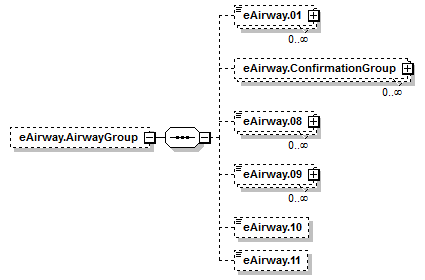 eAirway.01
0..∞
eAirway.ConfirmationGroup
0..∞
eAirway.08
0..∞
eAirway.AirwayGroup
eAirway.09
0..∞
eAirway.10
eAirway.11